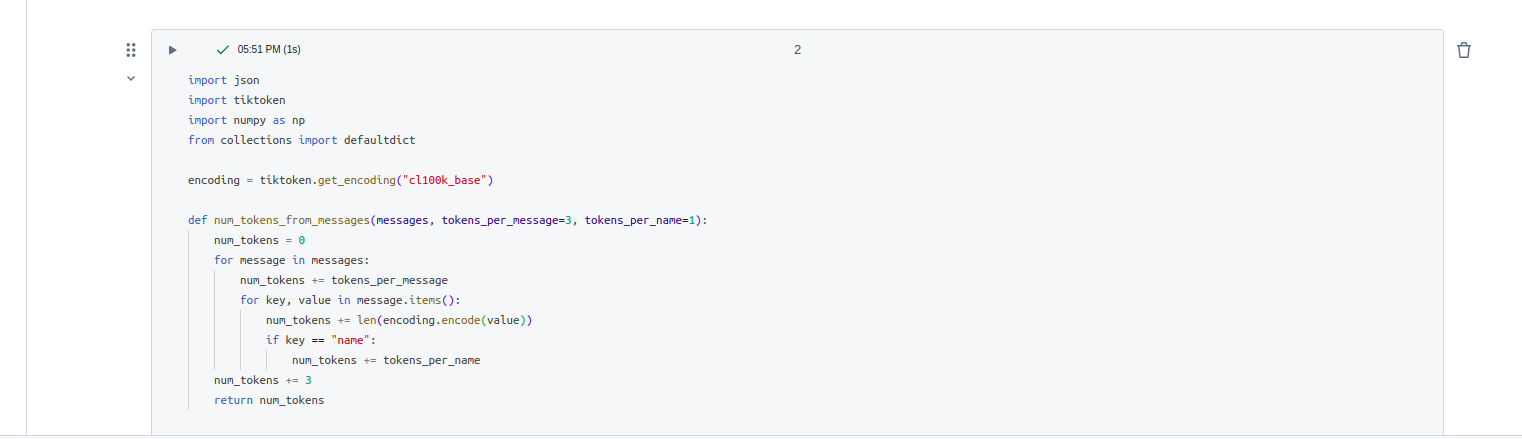 05:51 PM (1s)
2
import json
import tiktoken
import numpy as np
from collections import defaultdict

encoding = tiktoken.get_encoding("cl100k_base")

def num_tokens_from_messages(messages, tokens_per_message=3, tokens_per_name=1):
    num_tokens = 0
    for message in messages:
        num_tokens += tokens_per_message
        for key, value in message.items():
            num_tokens += len(encoding.encode(value))
            if key == "name":
                num_tokens += tokens_per_name
    num_tokens += 3
    return num_tokens